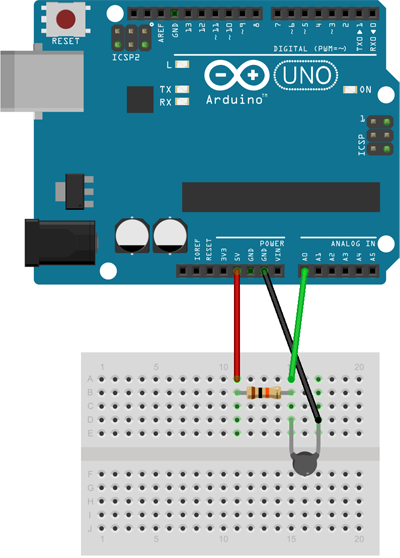 RESET
ICSP2
AREF
GND
13
12
~11
~10
~9
8
7
~6
~5
4
~3
2
TXO▶1
RXO◀0
DIGITAL (PWM=~)
L
TX
RX
UNO
Arduino™
ON
1
ICSP
POWER
ANALOG IN
IOREF
RESET
3V3
5V
GND
GND
VIN
A0
A1
A2
A3
A4
A5
1 5 10 15 20
A
B
C
D
E
F
G
H
I
J
1 5 10 15 20